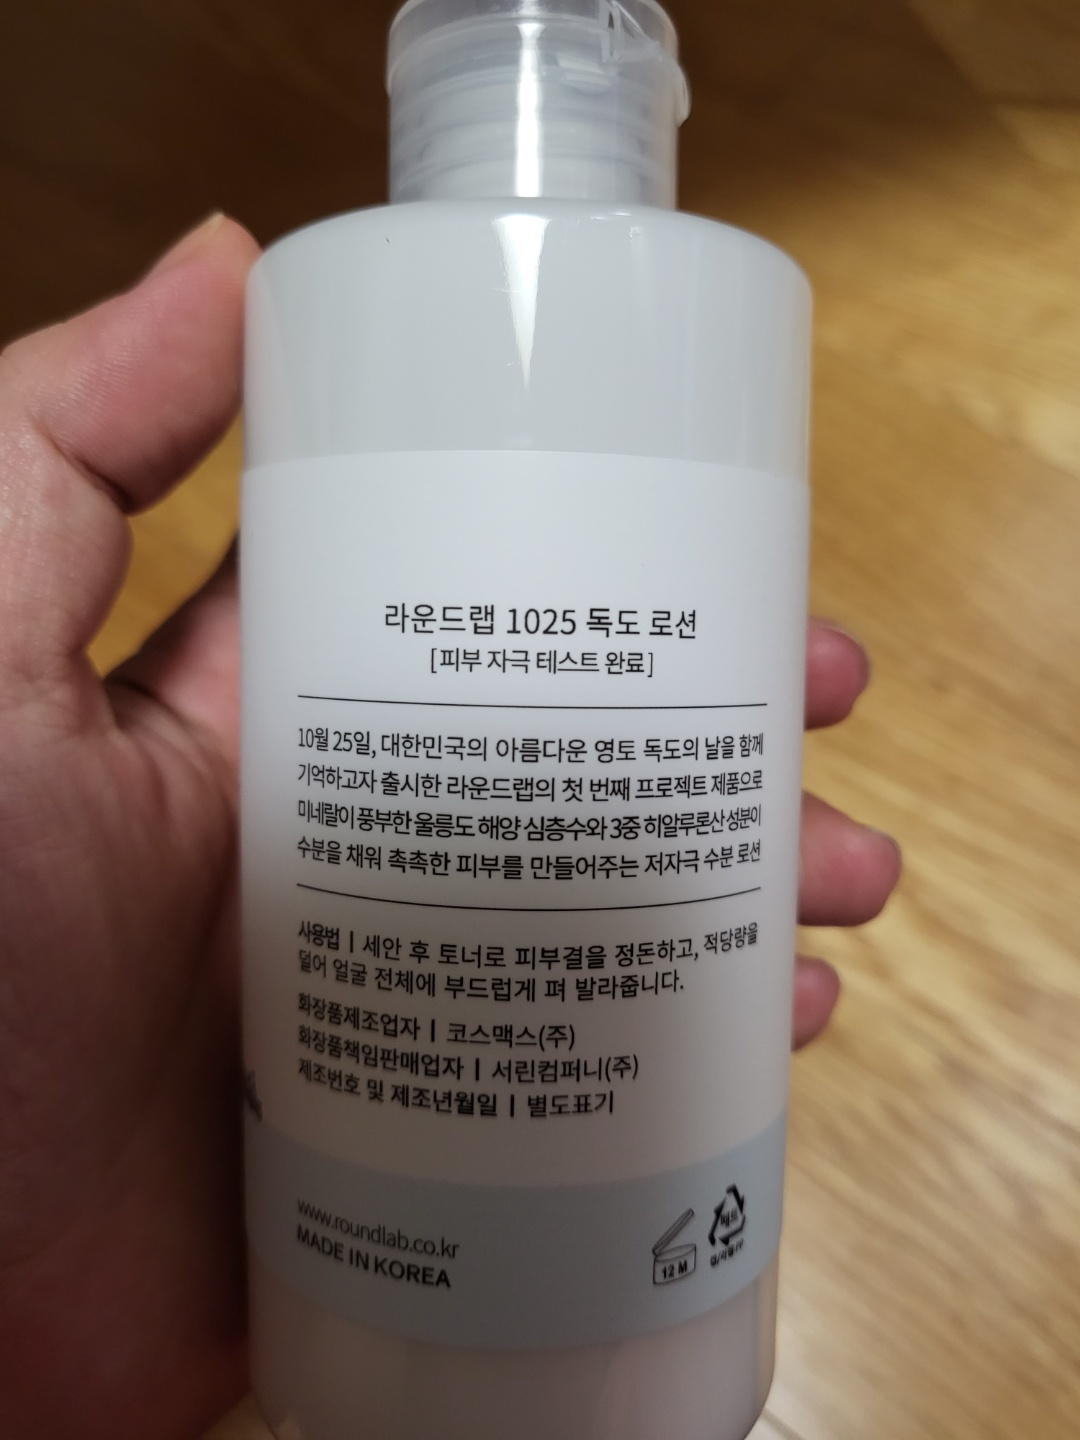 라운드랩 1025 독도 로션
[피부 자극 테스트 완료]
10월 25일, 대한민국의 아름다운 영토 독도의 날을 함께
기억하고자 출시한 라운드랩의 첫 번째 프로젝트 제품으로
미네랄이 풍부한 울릉도 해양 심층수와 3중 히알루론산 성분이
수분을 채워 촉촉한 피부를 만들어주는 저자극 수분 로션
사용법 | 세안 후 토너로 피부결을 정돈하고, 적당량을
덜어 얼굴 전체에 부드럽게 펴 발라줍니다.
화장품제조업자 | 코스맥스(주)
화장품책임판매업자 | 서린컴퍼니(주)
제조번호 및 제조년월일 | 별도표기
www.roundlab.co.kr
MADE IN KOREA
12 M
페트